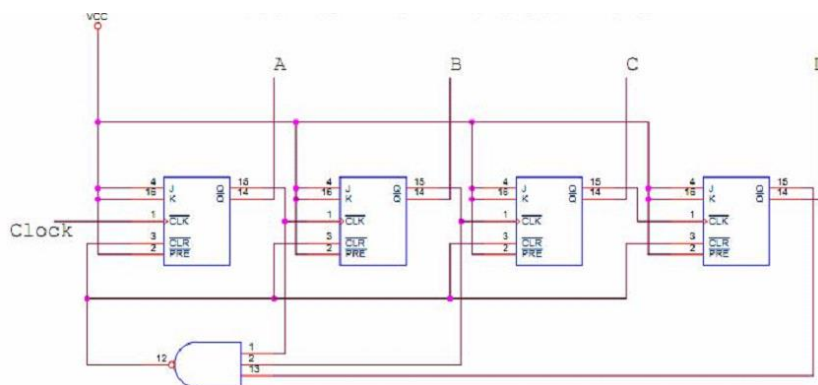 VCC
A B C
4 J Q 15 4 J Q 15 4 J Q 15 4 J Q 15
16 K Q 14 16 K Q 14 16 K Q 14 16 K Q 14
1 CLK 1 CLK 1 CLK 1 CLK
Clock
3 CLR 3 CLR 3 CLR 3 CLR
2 PRE 2 PRE 2 PRE 2 PRE
1
12 2
13